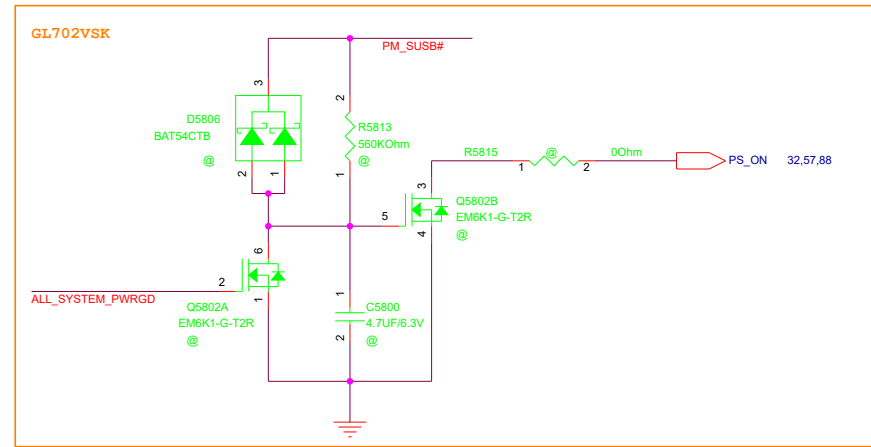 GL702VSK
PM_SUSB#
3
D5806
BAT54CTB
@
2
1
2
R5813
560KOhm
@
1
R5815
@
0Ohm
1
2
PS_ON 32,57,88
3
Q5802B
EM6K1-G-T2R
@
5
4
6
2
ALL_SYSTEM_PWRGD
1
Q5802A
EM6K1-G-T2R
@
1
C5800
4.7UF/6.3V
2
@